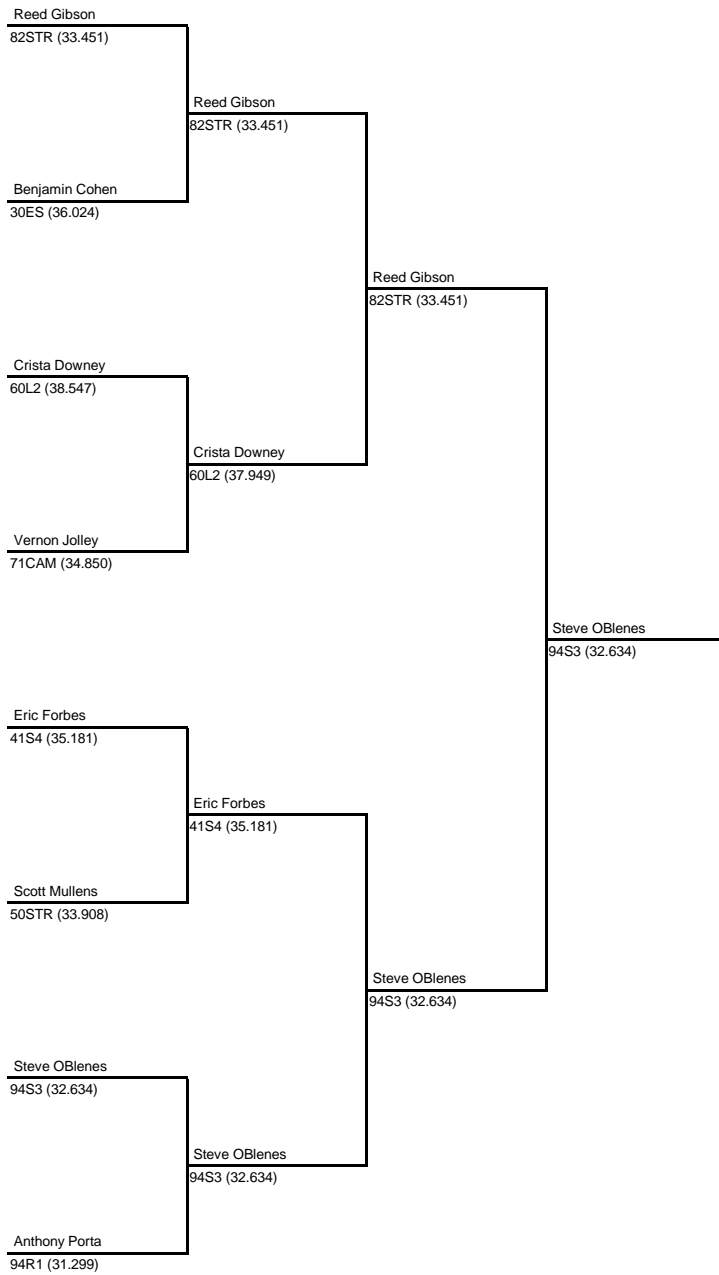 Reed Gibson
82STR (33.451)
Reed Gibson
82STR (33.451)
Benjamin Cohen
30ES (36.024)
Reed Gibson
82STR (33.451)
Crista Downey
60L2 (38.547)
Crista Downey
60L2 (37.949)
Vernon Jolley
71CAM (34.850)
Steve OBlenes
94S3 (32.634)
Eric Forbes
41S4 (35.181)
Eric Forbes
41S4 (35.181)
Scott Mullens
50STR (33.908)
Steve OBlenes
94S3 (32.634)
Steve OBlenes
94S3 (32.634)
Steve OBlenes
94S3 (32.634)
Anthony Porta
94R1 (31.299)